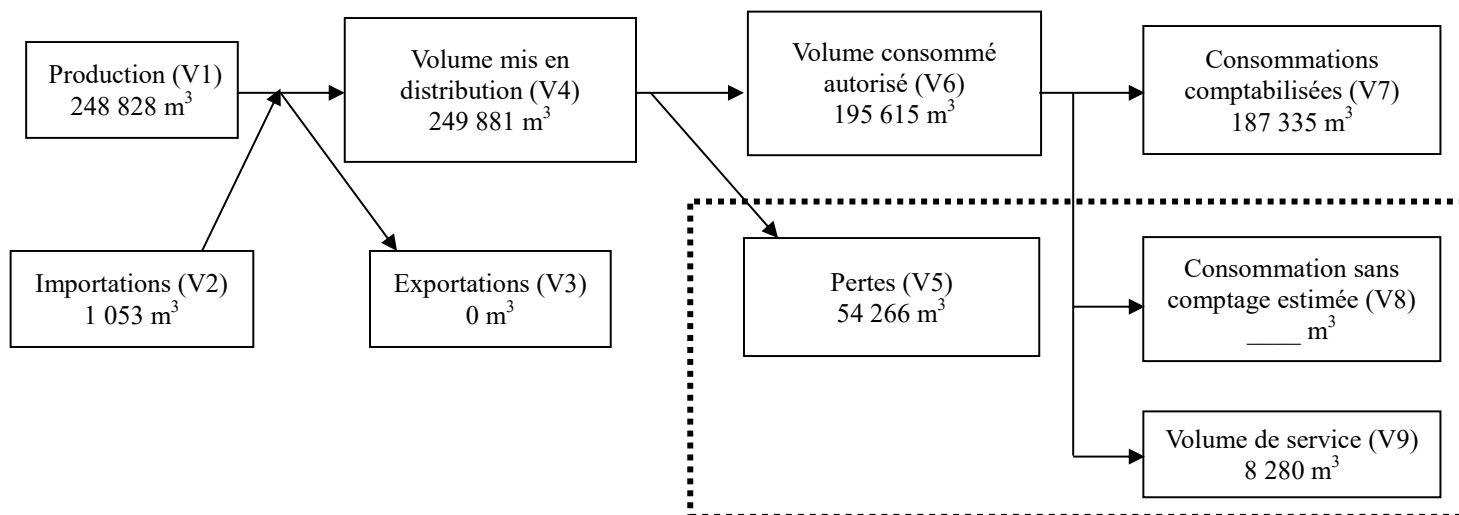 Production (V1)
248 828 m³
Volume mis en
distribution (V4)
249 881 m³
Volume consommé
autorisé (V6)
195 615 m³
Consommations
comptabilisées (V7)
187 335 m³
Importations (V2)
1 053 m³
Exportations (V3)
0 m³
Pertes (V5)
54 266 m³
Consommation sans
comptage estimée (V8)
____ m³
Volume de service (V9)
8 280 m³